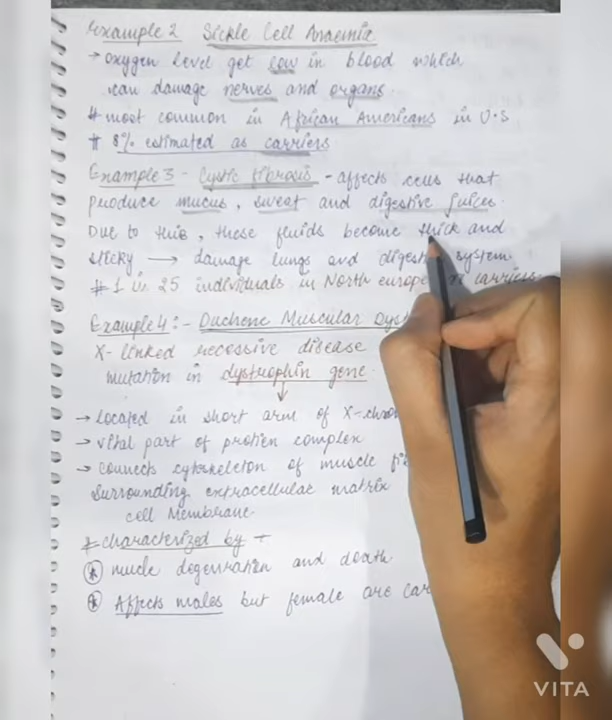 Example 2 Sickle Cell Anaemia
→ oxygen level get low in blood which
can damage nerves and organs.
# most common in African Americans in U.S
# 8% estimated as carriers
Example 3 - Cystic fibrosis - affects cells that
produce mucus, sweat and digestive juices.
Due to this, these fluids become thick and
sticky → damage lungs and system
# 1 in 25 individuals in North carriers
Example 4 :- Duchene Muscular
X-linked recessive disease
mutation in dystrophin gene
→ located in short arm of
→ vital part of protien complex
→ connects cytoskeleton of muscle
surrounding extracellular matrix
cell Membrane.
# characterized by -
* muscle degenration and death
* Affects males but female are
VITA